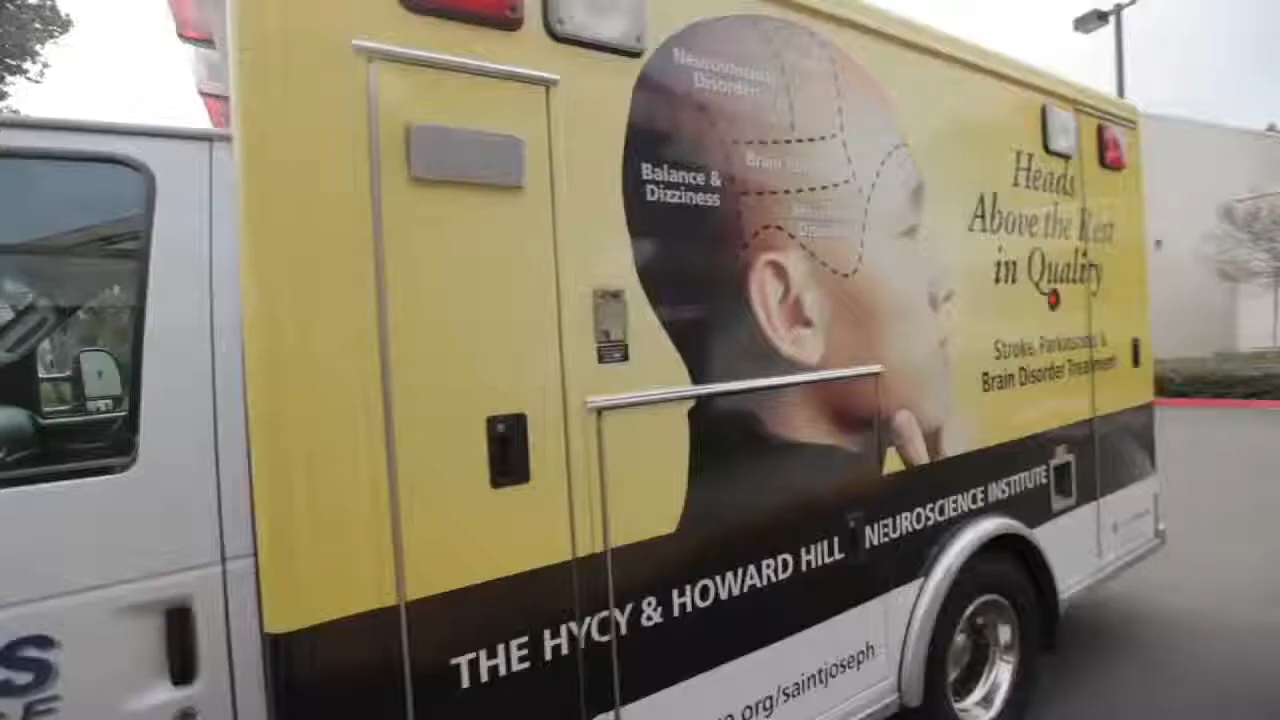 Disorders
Balance &
Dizziness
Brain
Heads
Above the Rest
in Quality
Stroke, Parkinson's &
Brain Disorder Treatment
THE HYCY & HOWARD HILL NEUROSCIENCE INSTITUTE
org/saintjoseph
S